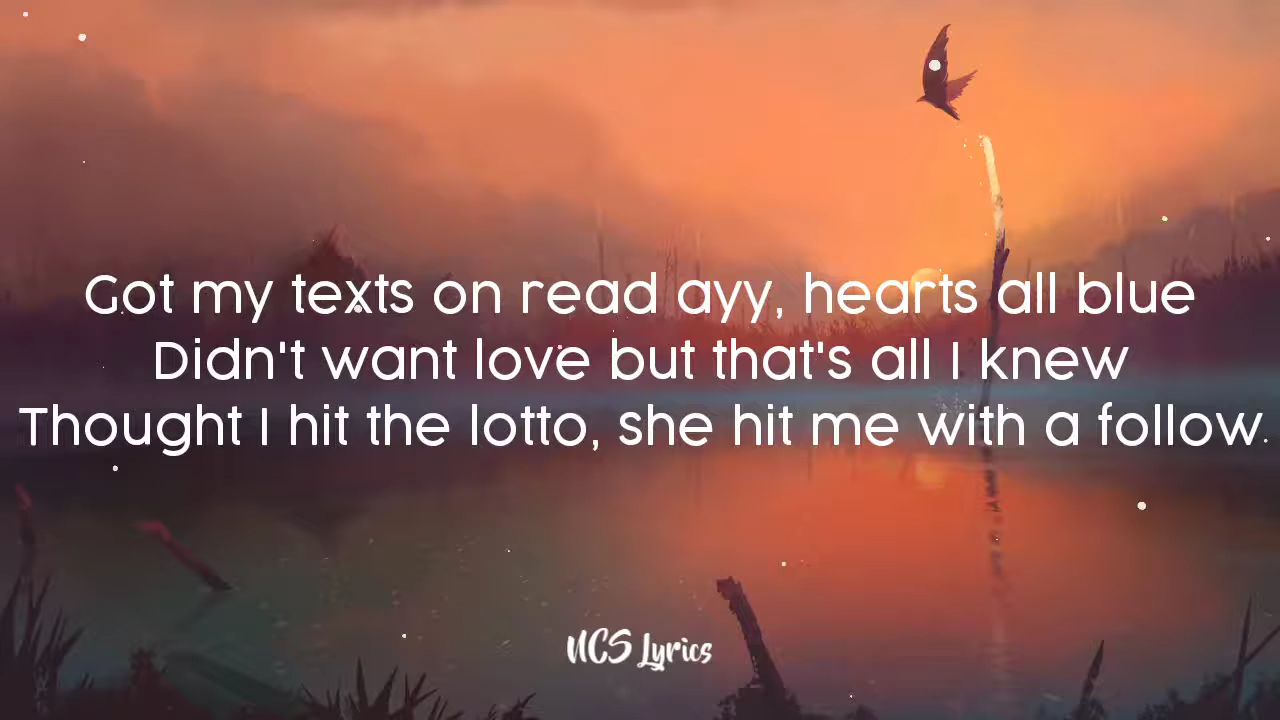 Got my texts on read ayy, hearts all blue
Didn't want love but that's all I knew
Thought I hit the lotto, she hit me with a follow.
NCS Lyrics